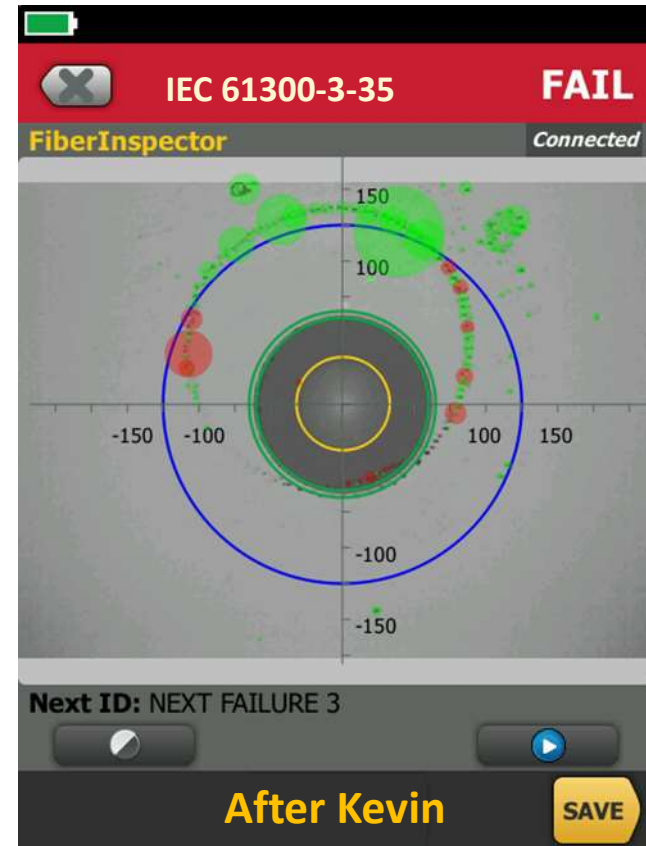 IEC 61300-3-35
FAIL
FiberInspector
Connected
150
100
-150
-100
100
150
-100
-150
Next ID: NEXT FAILURE 3
After Kevin
SAVE